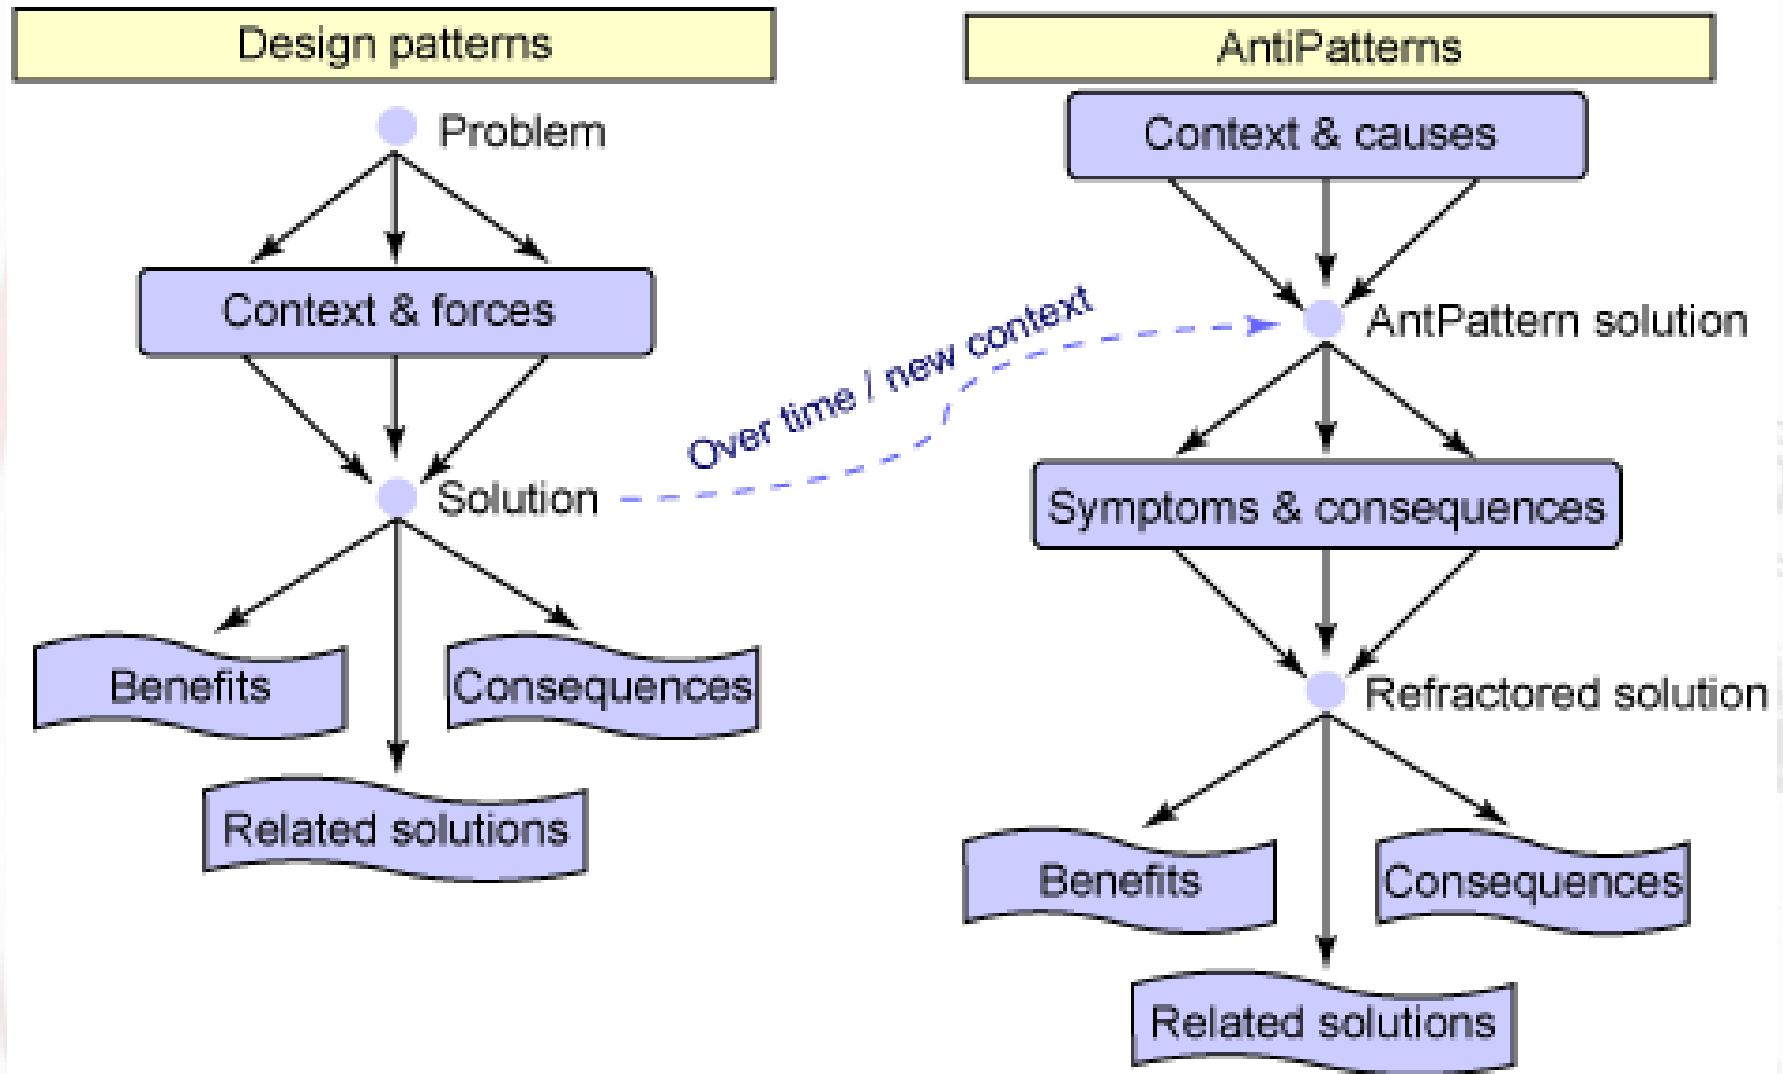 Design patterns
Problem
Context & forces
Solution
Benefits
Consequences
Related solutions
Over time / new context
AntiPatterns
Context & causes
AntPattern solution
Symptoms & consequences
Refractored solution
Benefits
Consequences
Related solutions